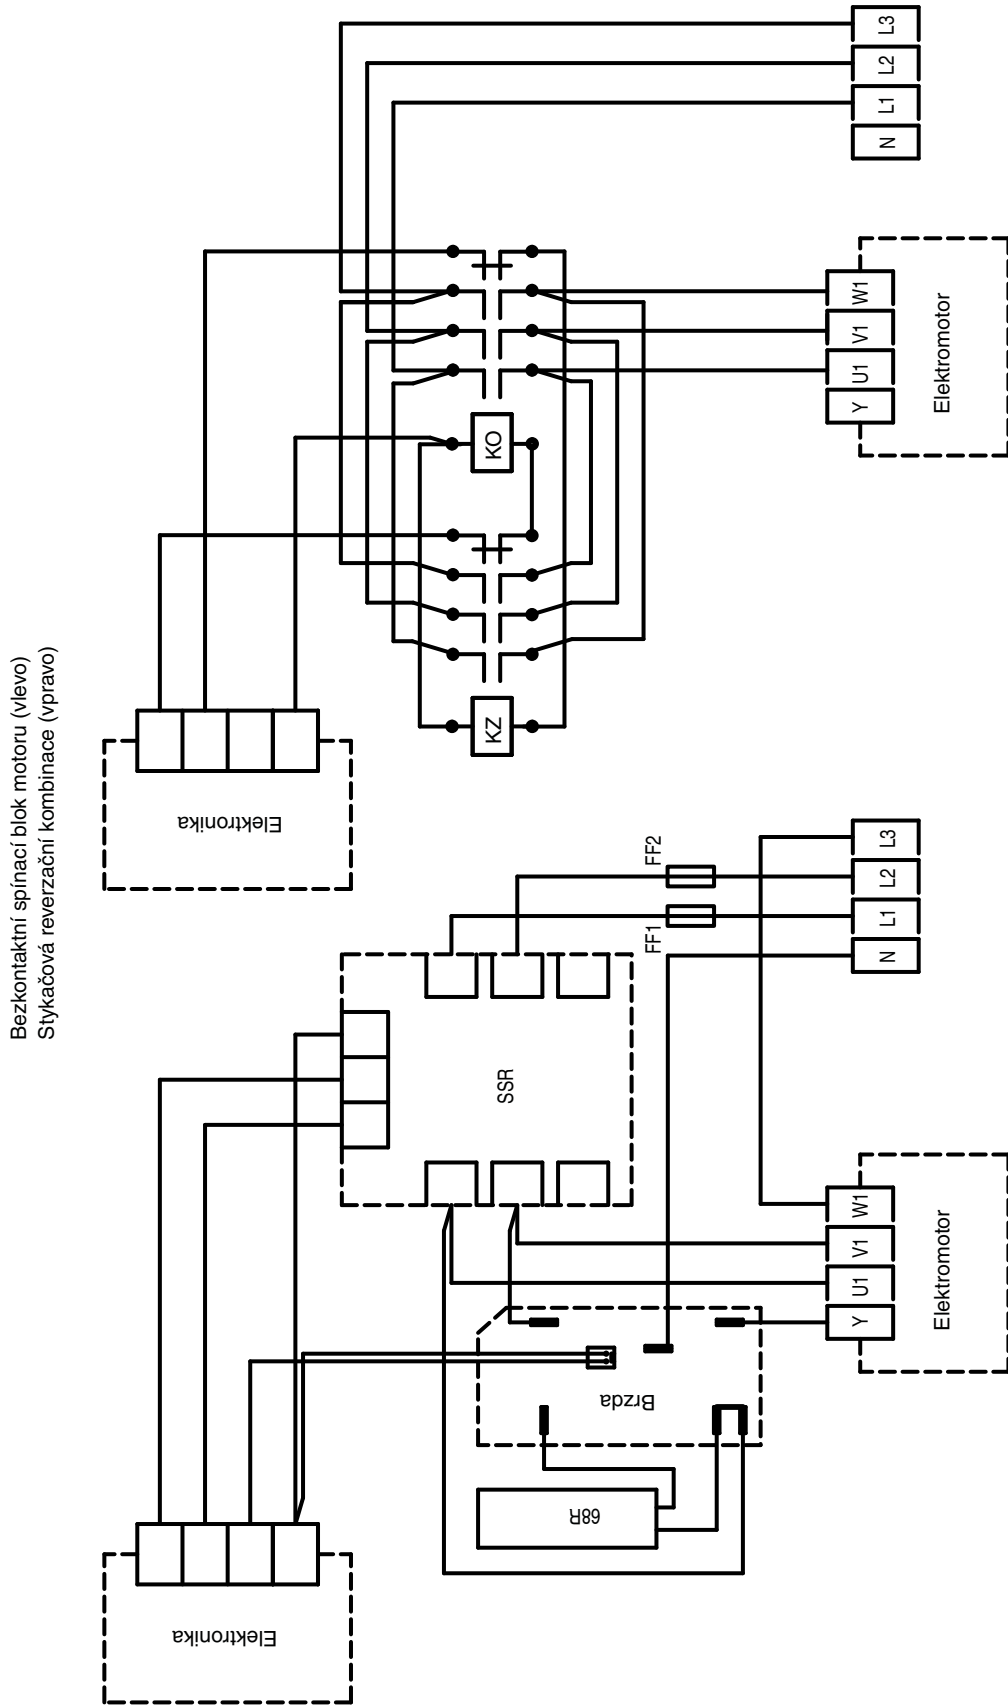 Bezkontaktní spínací blok motoru (vlevo)
Stykačová reverzační kombinace (vpravo)
Elektronika
SSR
FF1
FF2
Brzda
68R
N
L1
L2
L3
Y
U1
V1
W1
Elektromotor
Elektronika
KZ
KO
N
L1
L2
L3
Y
U1
V1
W1
Elektromotor